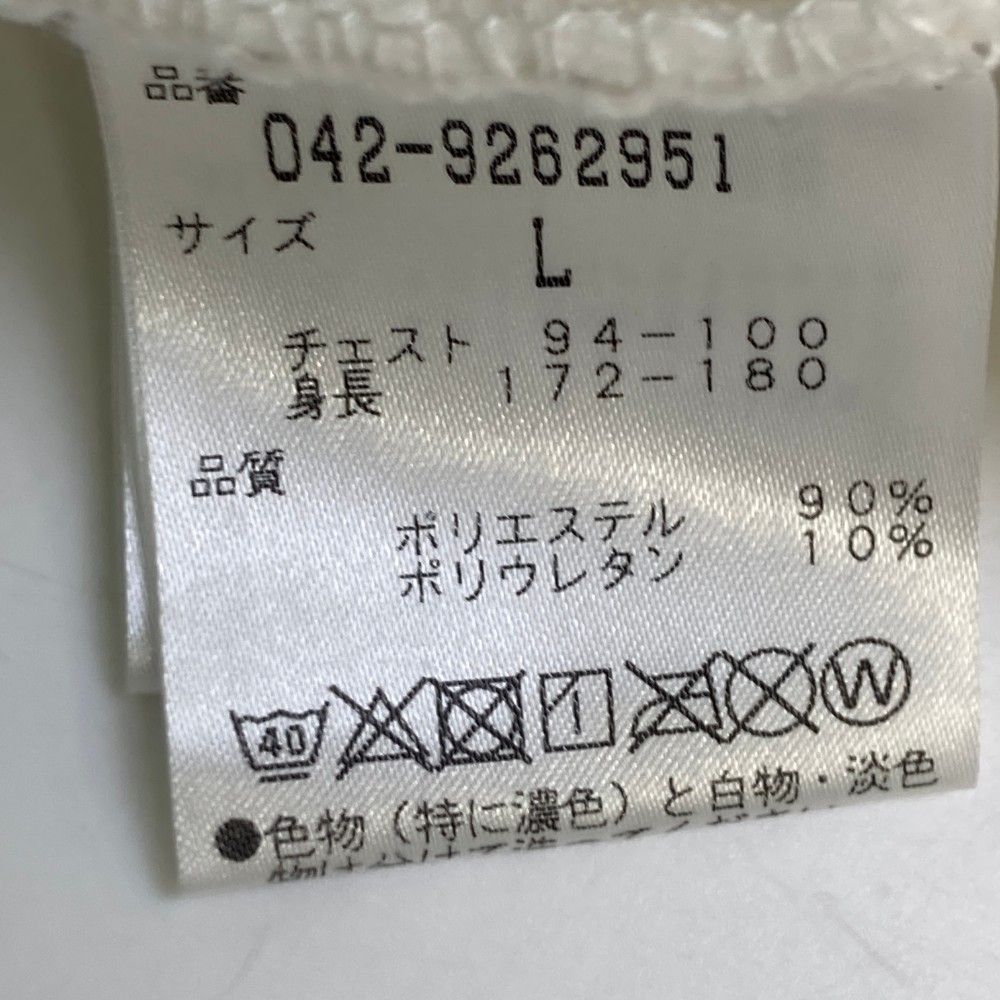 品番
042-9262951
サイズ L
チェスト 94-100
身長 172-180
品質
ポリエステル 90%
ポリウレタン 10%
40 W
●色物(特に濃色)と白物・淡色